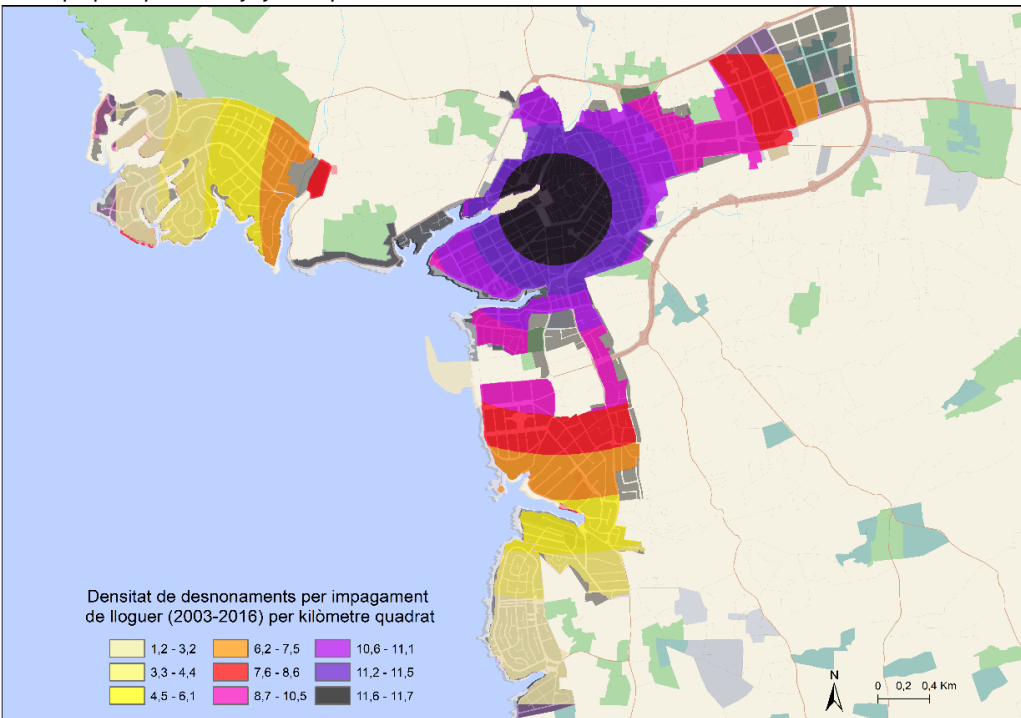 Densitat de desnonaments per impagament
de lloguer (2003-2016) per kilòmetre quadrat
1,2 - 3,2
6,2 - 7,5
10,6 - 11,1
3,3 - 4,4
7,6 - 8,6
11,2 - 11,5
4,5 - 6,1
8,7 - 10,5
11,6 - 11,7
N
0 0,2 0,4 Km